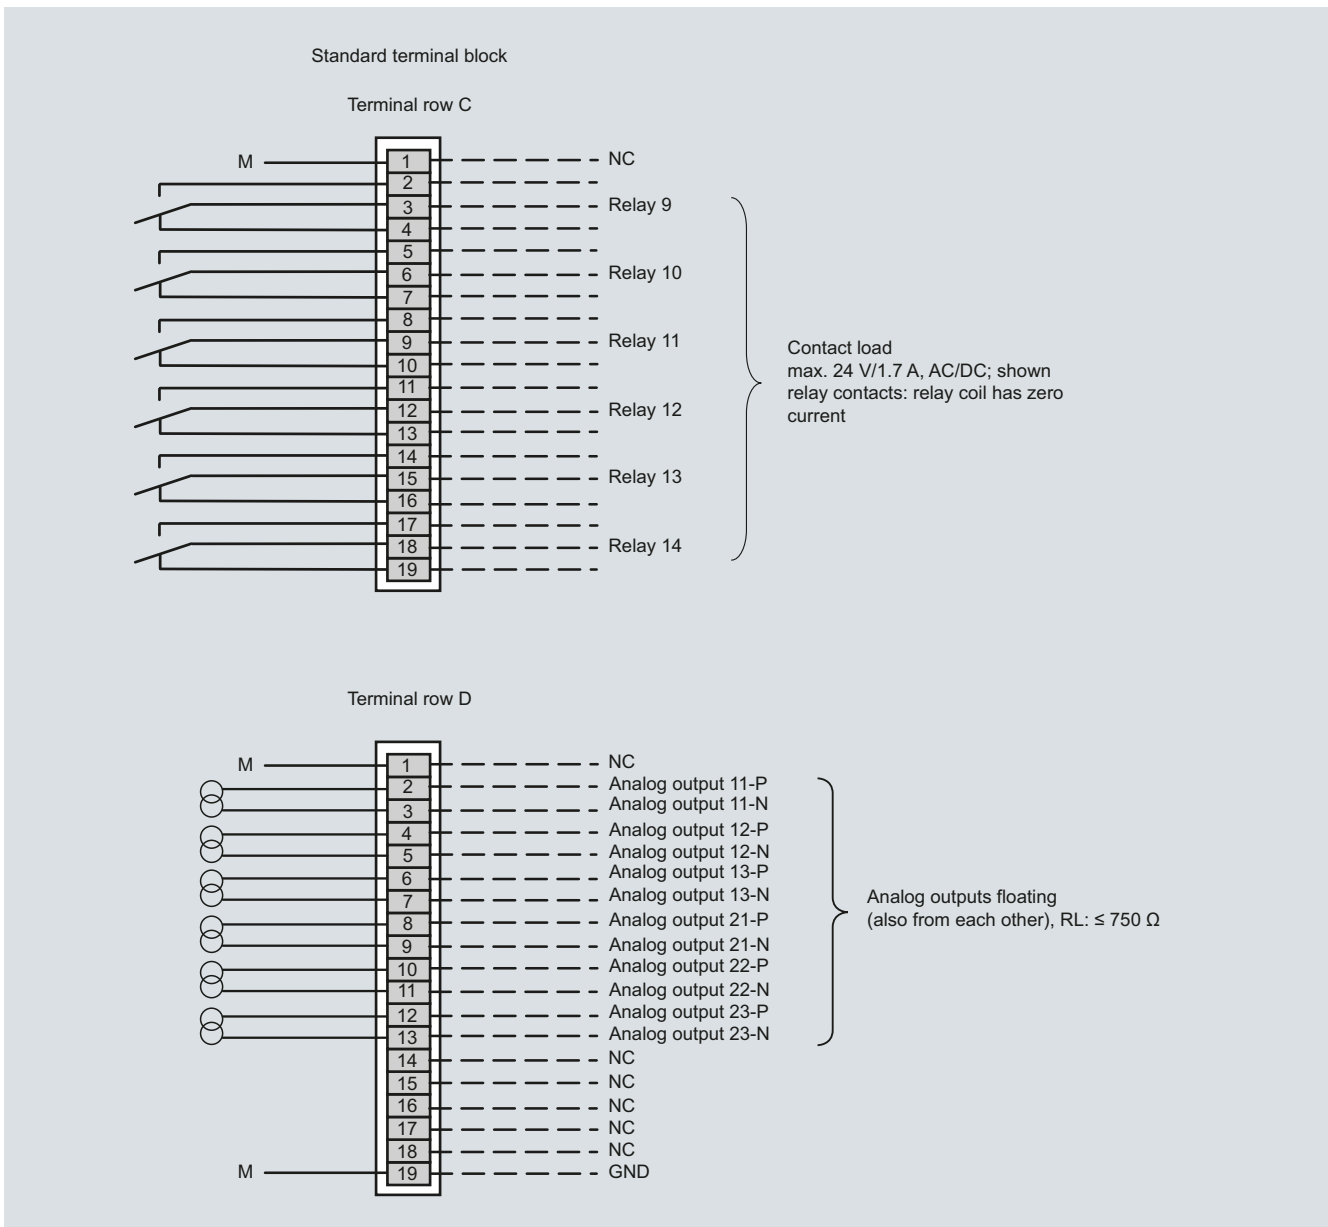 Standard terminal block
Terminal row C
M 1 NC
2
3 Relay 9
4
5
6 Relay 10
7
8
9 Relay 11
10
11
12 Relay 12
13
14
15 Relay 13
16
17
18 Relay 14
19
Contact load
max. 24 V/1.7 A, AC/DC; shown
relay contacts: relay coil has zero
current
Terminal row D
M 1 NC
2 Analog output 11-P
3 Analog output 11-N
4 Analog output 12-P
5 Analog output 12-N
6 Analog output 13-P
7 Analog output 13-N
8 Analog output 21-P
9 Analog output 21-N
10 Analog output 22-P
11 Analog output 22-N
12 Analog output 23-P
13 Analog output 23-N
14 NC
15 NC
16 NC
17 NC
18 NC
M 19 GND
Analog outputs floating
(also from each other), RL: ≤ 750 Ω